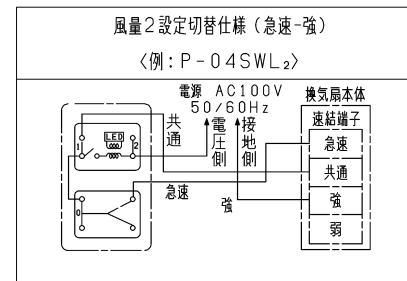 風量2設定切替仕様（急速-強）
〈例：P-04SWL₂〉
電源 AC100V
50/60Hz
換気扇本体
速結端子
急速
共通
強
弱
共通
電圧側
接地側
LED
1
2
0
急速
強